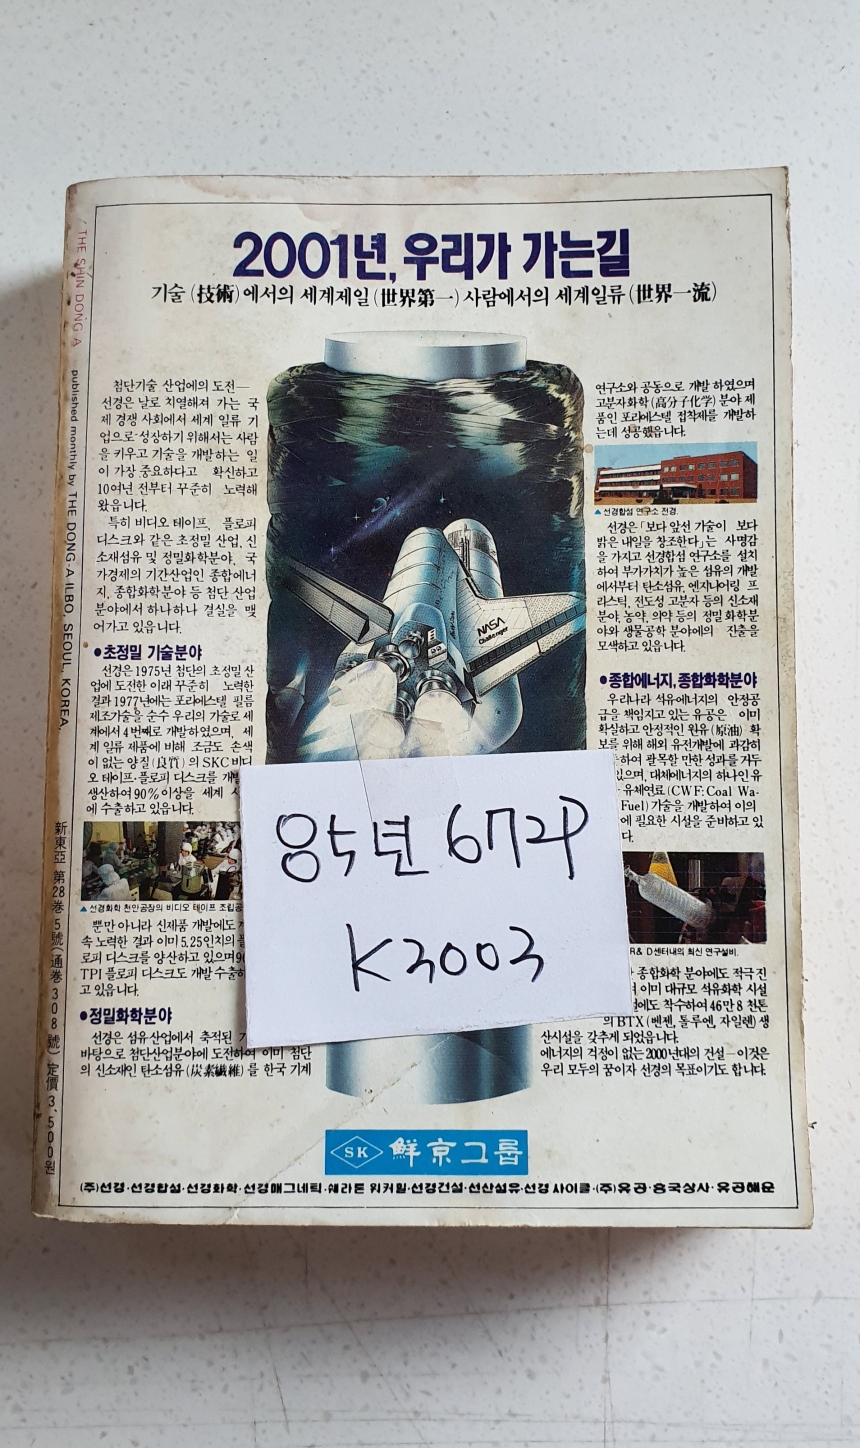 THE SHIN DONG A
published monthly by THE DONG A ILBO, SEOUL, KOREA.
新東亞 第28巻 5號 (通巻 308號) 定價 3,500원
2001년, 우리가 가는길
기술(技術)에서의 세계제일(世界第一) 사람에서의 세계일류(世界一流)
첨단기술 산업에의 도전—
선경은 날로 치열해져 가는 국
제 경쟁 사회에서 세계 일류 기
업으로 성장하기 위해서는 사람
을 키우고 기술을 개발하는 일
이 가장 중요하다고 확신하고
10여년 전부터 꾸준히 노력해
왔읍니다.
특히 비디오 테이프, 플로피
디스크와 같은 초정밀 산업, 신
소재섬유 및 정밀화학분야, 국
가경제의 기간산업인 종합에너
지, 종합화학분야 등 첨단 산업
분야에서 하나하나 결실을 맺
어가고 있읍니다.
●초정밀 기술분야
선경은 1975년 첨단의 초정밀 산
업에 도전한 이래 꾸준히 노력한
결과 1977년에는 포리에스텔 필름
제조기술을 순수 우리의 기술로 세
계에서 4번째로 개발하였으며, 세
계 일류 제품에 비해 조금도 손색
이 없는 양질(良質)의 SKC 비디
오 테이프·플로피 디스크를 개발
생산하여 90%이상을 세계
에 수출하고 있읍니다.
▲선경화학 천안공장의 비디오 테이프 조립공
뿐만 아니라 신제품 개발에도
속 노력한 결과 이미 5.25인치의 플
로피 디스크를 양산하고 있으며 96
TPI 플로피 디스크도 개발 수출하
고 있읍니다.
●정밀화학분야
선경은 섬유산업에서 축적된
바탕으로 첨단산업분야에 도전하여 이미 첨단
의 신소재인 탄소섬유(炭素纖維)를 한국 기계
연구소와 공동으로 개발 하였으며
고분자화학(高分子化学) 분야 제
품인 포리에스텔 접착제를 개발하
는데 성공했읍니다.
▲선경합섬 연구소 전경.
선경은 「보다 앞선 기술이 보다
밝은 내일을 창조한다」는 사명감
을 가지고 선경합섬 연구소를 설치
하여 부가가치가 높은 섬유의 개발
에서부터 탄소섬유, 엔지니어링 프
라스틱, 전도성 고분자 등의 신소재
분야, 농약, 의약 등의 정밀 화학분
야와 생물공학 분야에의 진출을
모색하고 있읍니다.
●종합에너지, 종합화학분야
우리나라 석유에너지의 안정공
급을 책임지고 있는 유공은 이미
확실하고 안정적인 원유(原油) 확
보를 위해 해외 유전개발에 과감히
하여 괄목할 만한 성과를 거두
있으며, 대체에너지의 하나인 유
유체연료(CWF: Coal Wa-
Fuel) 기술을 개발하여 이의
에 필요한 시설을 준비하고 있
다.
R& D센터내의 최신 연구설비.
종합화학 분야에도 적극 진
이미 대규모 석유화학 시설
에도 착수하여 46만 8천톤
의 BTX (벤젠, 톨루엔, 자일렌) 생
산시설을 갖추게 되었읍니다.
에너지의 걱정이 없는 2000년대의 건설—이것은
우리 모두의 꿈이자 선경의 목표이기도 합니다.
NASA
Challenger
85년 6724
K2003
SK 鮮京그룹
(주)선경·선경합섬·선경화학·선경매그네틱·쉐라톤 워커힐·선경건설·선산섬유·선경 사이클·(주)유공·흥국상사·유공해운